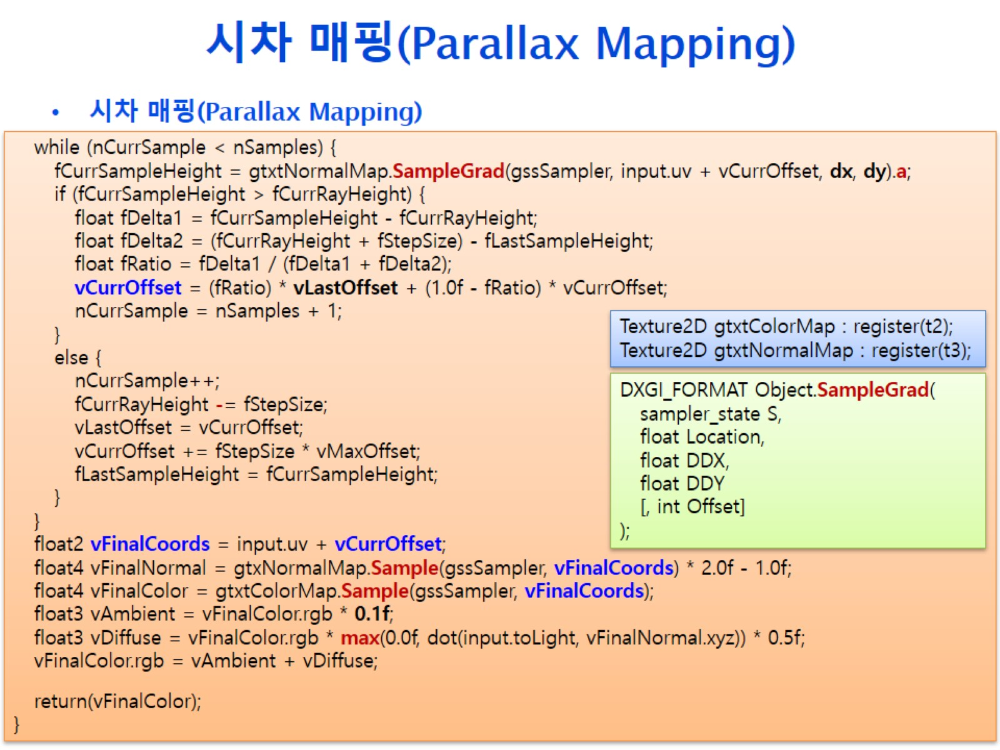 시차 매핑(Parallax Mapping)
• 시차 매핑(Parallax Mapping)
while (nCurrSample < nSamples) {
fCurrSampleHeight = gtxtNormalMap.SampleGrad(gssSampler, input.uv + vCurrOffset, dx, dy).a;
if (fCurrSampleHeight > fCurrRayHeight) {
float fDelta1 = fCurrSampleHeight - fCurrRayHeight;
float fDelta2 = (fCurrRayHeight + fStepSize) - fLastSampleHeight;
float fRatio = fDelta1 / (fDelta1 + fDelta2);
vCurrOffset = (fRatio) * vLastOffset + (1.0f - fRatio) * vCurrOffset;
nCurrSample = nSamples + 1;
}
else {
nCurrSample++;
fCurrRayHeight -= fStepSize;
vLastOffset = vCurrOffset;
vCurrOffset += fStepSize * vMaxOffset;
fLastSampleHeight = fCurrSampleHeight;
}
}
float2 vFinalCoords = input.uv + vCurrOffset;
float4 vFinalNormal = gtxNormalMap.Sample(gssSampler, vFinalCoords) * 2.0f - 1.0f;
float4 vFinalColor = gtxtColorMap.Sample(gssSampler, vFinalCoords);
float3 vAmbient = vFinalColor.rgb * 0.1f;
float3 vDiffuse = vFinalColor.rgb * max(0.0f, dot(input.toLight, vFinalNormal.xyz)) * 0.5f;
vFinalColor.rgb = vAmbient + vDiffuse;
return(vFinalColor);
}
Texture2D gtxtColorMap : register(t2);
Texture2D gtxtNormalMap : register(t3);
DXGI_FORMAT Object.SampleGrad(
sampler_state S,
float Location,
float DDX,
float DDY
[, int Offset]
);